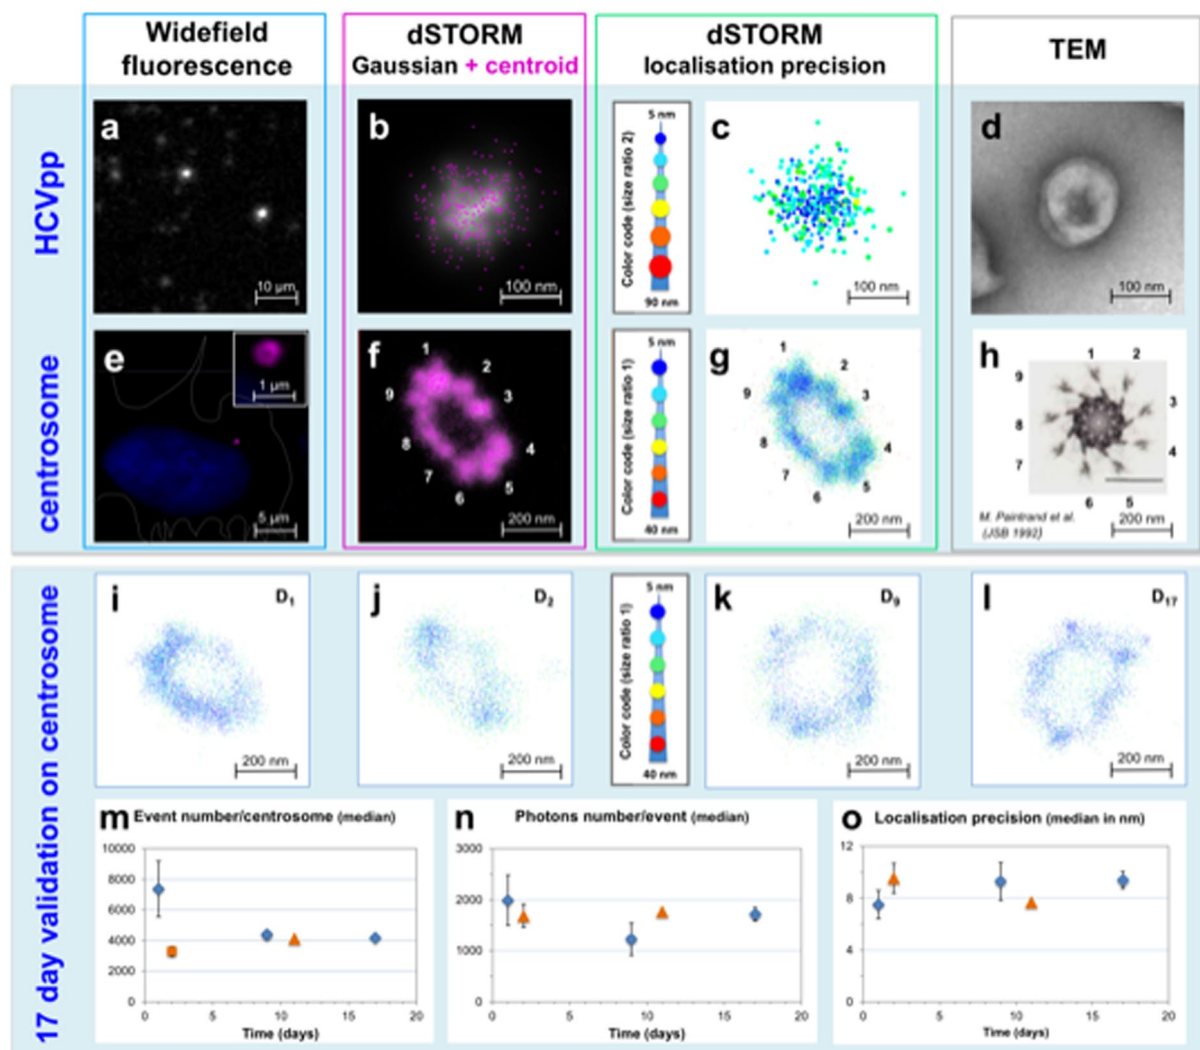 Widefield
fluorescence
dSTORM
Gaussian + centroid
dSTORM
localisation precision
TEM
HCVpp
a
10 µm
b
100 nm
5 nm
Color code (size ratio 2)
90 nm
c
100 nm
d
100 nm
centrosome
e
1 µm
5 µm
f
1
2
3
4
5
6
7
8
9
200 nm
5 nm
Color code (size ratio 1)
40 nm
g
1
2
3
4
5
6
7
8
9
200 nm
h
1
2
3
4
5
6
7
8
9
M. Paintrand et al.
(JSB 1992)
200 nm
17 day validation on centrosome
i
D1
200 nm
j
D2
200 nm
5 nm
Color code (size ratio 1)
40 nm
k
D9
200 nm
l
D17
200 nm
m Event number/centrosome (median)
10000
8000
6000
4000
2000
0
0 5 10 15 20
Time (days)
n Photons number/event (median)
3000
2000
1000
0
0 5 10 15 20
Time (days)
o Localisation precision (median in nm)
12
8
4
0
0 5 10 15 20
Time (days)